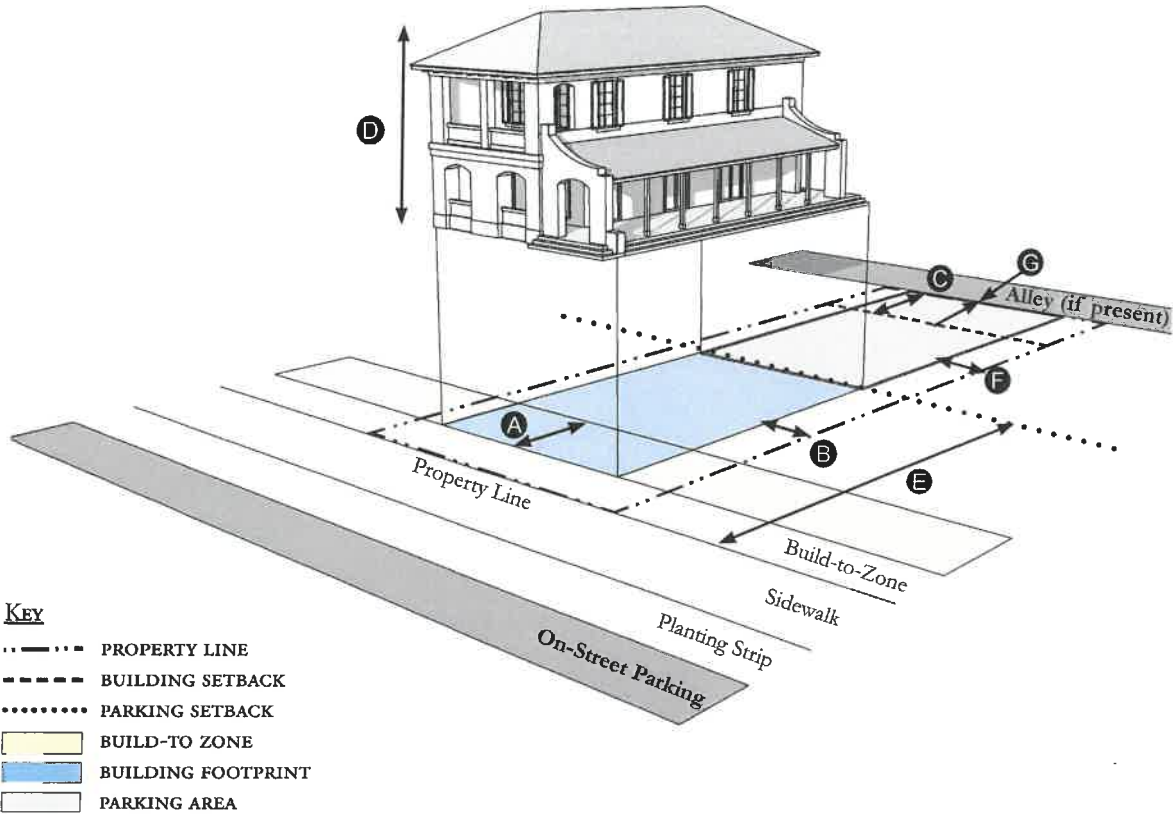 D
C
G
Alley (if present)
F
A
B
E
Property Line
Build-to-Zone
Sidewalk
Planting Strip
On-Street Parking
KEY
PROPERTY LINE
BUILDING SETBACK
PARKING SETBACK
BUILD-TO ZONE
BUILDING FOOTPRINT
PARKING AREA